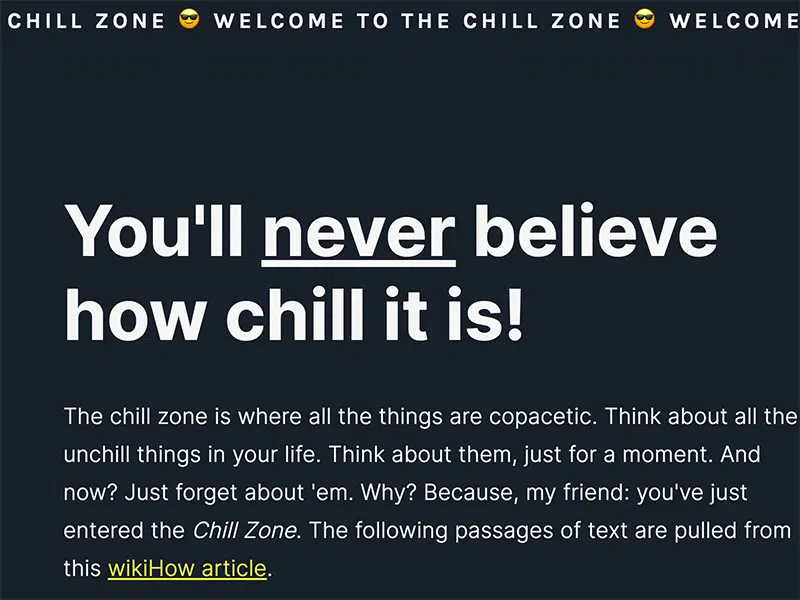 CHILL ZONE 😎 WELCOME TO THE CHILL ZONE 😎 WELCOME
You'll never believe
how chill it is!
The chill zone is where all the things are copacetic. Think about all the
unchill things in your life. Think about them, just for a moment. And
now? Just forget about 'em. Why? Because, my friend: you've just
entered the Chill Zone. The following passages of text are pulled from
this wikiHow article.